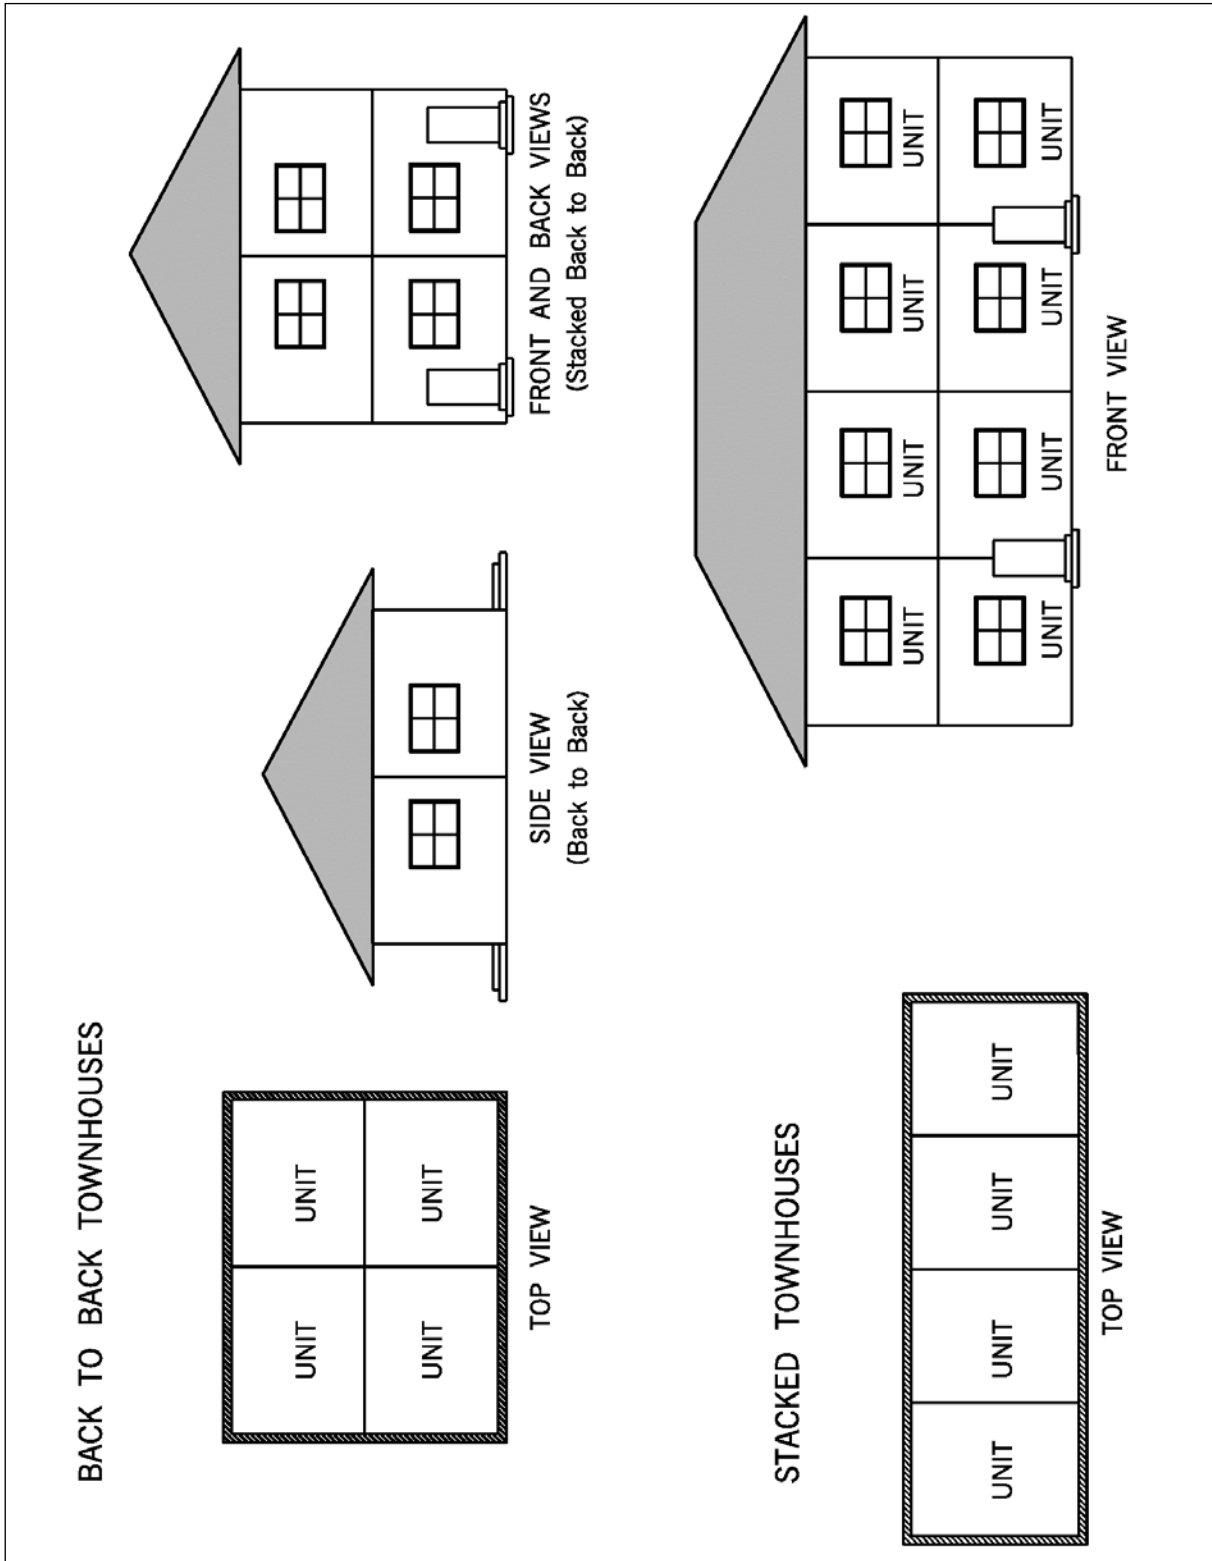 BACK TO BACK TOWNHOUSES
UNIT
UNIT
UNIT
UNIT
TOP VIEW
SIDE VIEW
(Back to Back)
FRONT AND BACK VIEWS
(Stacked Back to Back)
STACKED TOWNHOUSES
UNIT
UNIT
UNIT
UNIT
TOP VIEW
UNIT
UNIT
UNIT
UNIT
UNIT
UNIT
UNIT
UNIT
FRONT VIEW